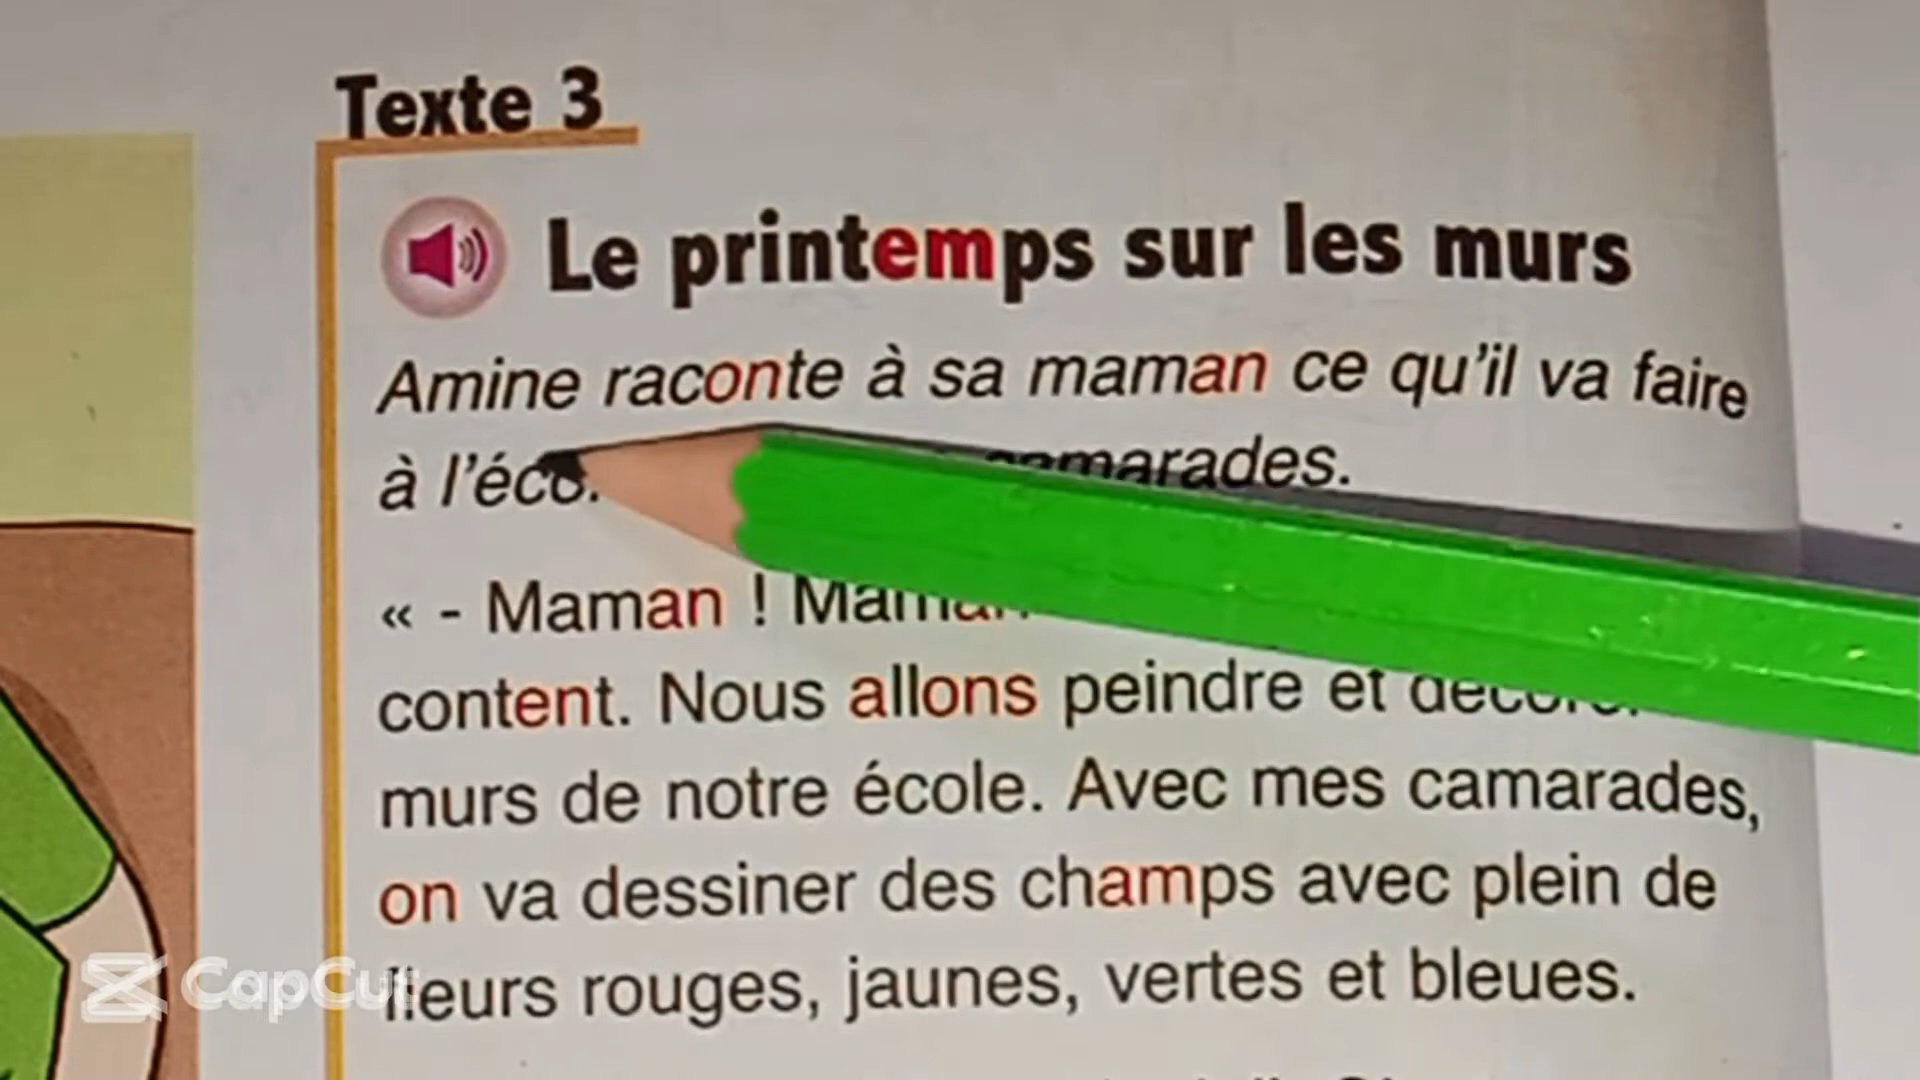 Texte 3
Le printemps sur les murs
Amine raconte à sa maman ce qu'il va faire
à camarades.
« - Maman ! Maman
content. Nous allons peindre et
murs de notre école. Avec mes camarades,
on va dessiner des champs avec plein de
fleurs rouges, jaunes, vertes et bleues.
CapCut